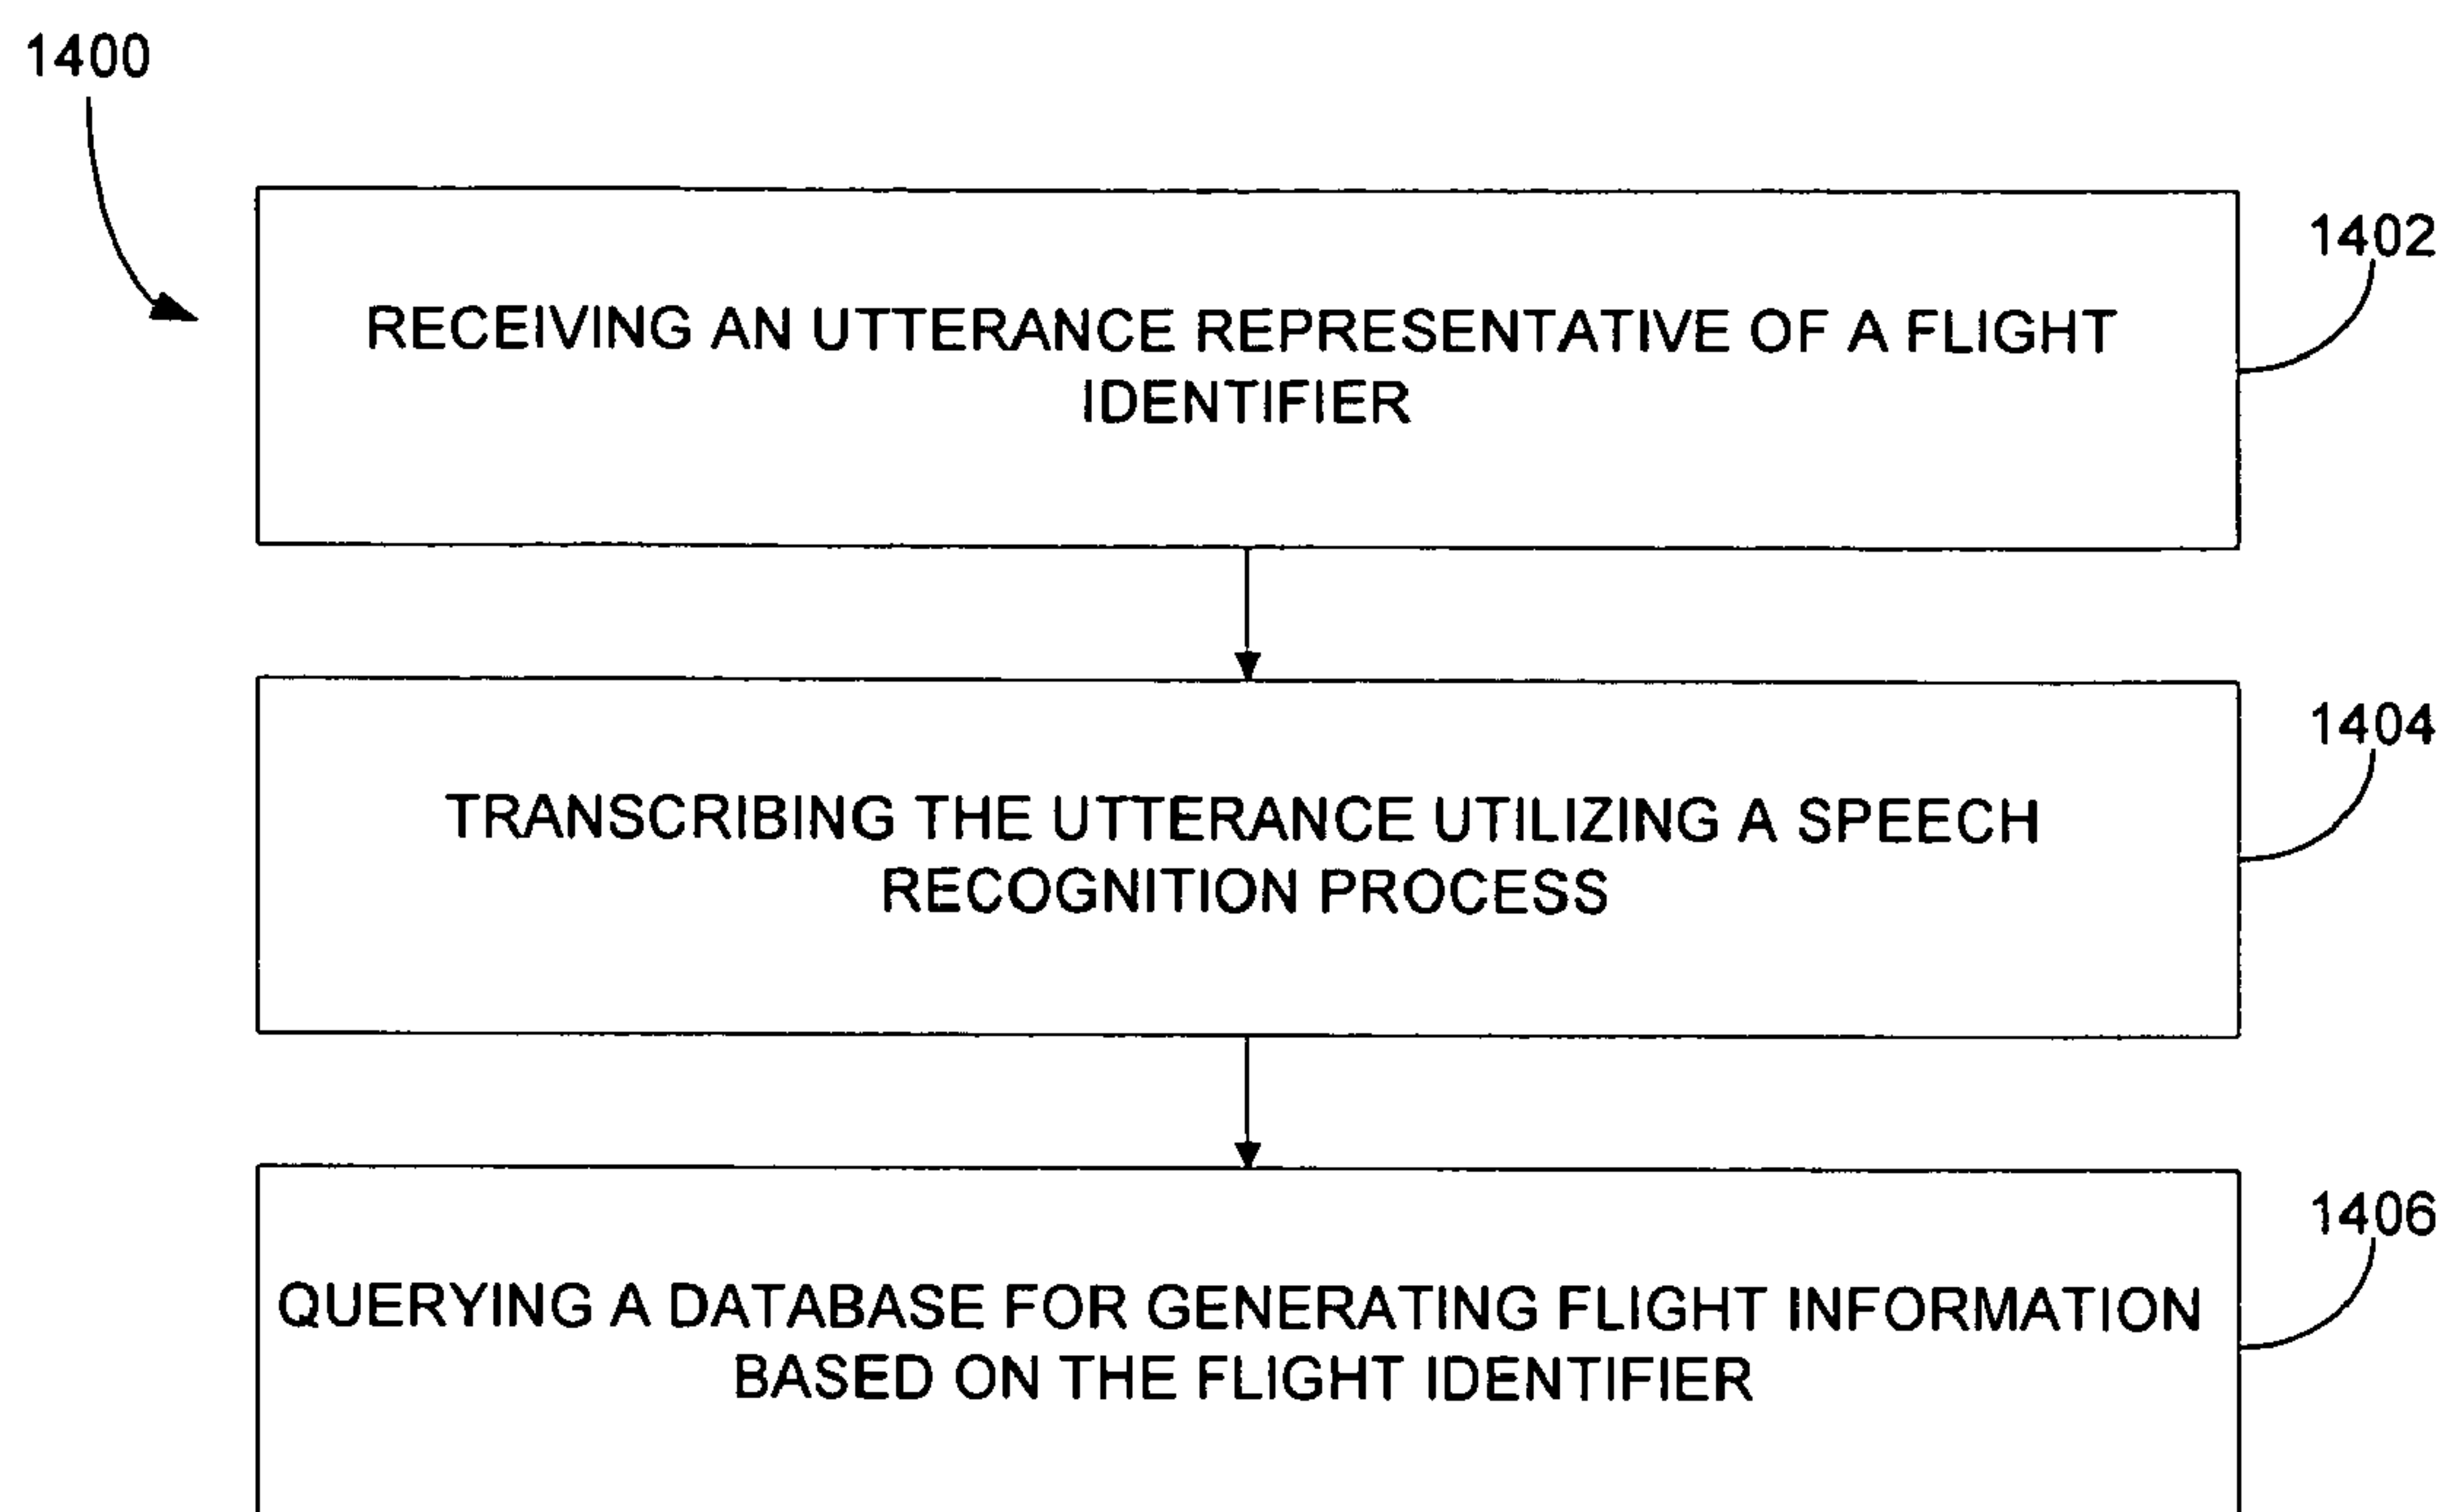 1400
1402
RECEIVING AN UTTERANCE REPRESENTATIVE OF A FLIGHT
IDENTIFIER
1404
TRANSCRIBING THE UTTERANCE UTILIZING A SPEECH
RECOGNITION PROCESS
1406
QUERYING A DATABASE FOR GENERATING FLIGHT INFORMATION
BASED ON THE FLIGHT IDENTIFIER